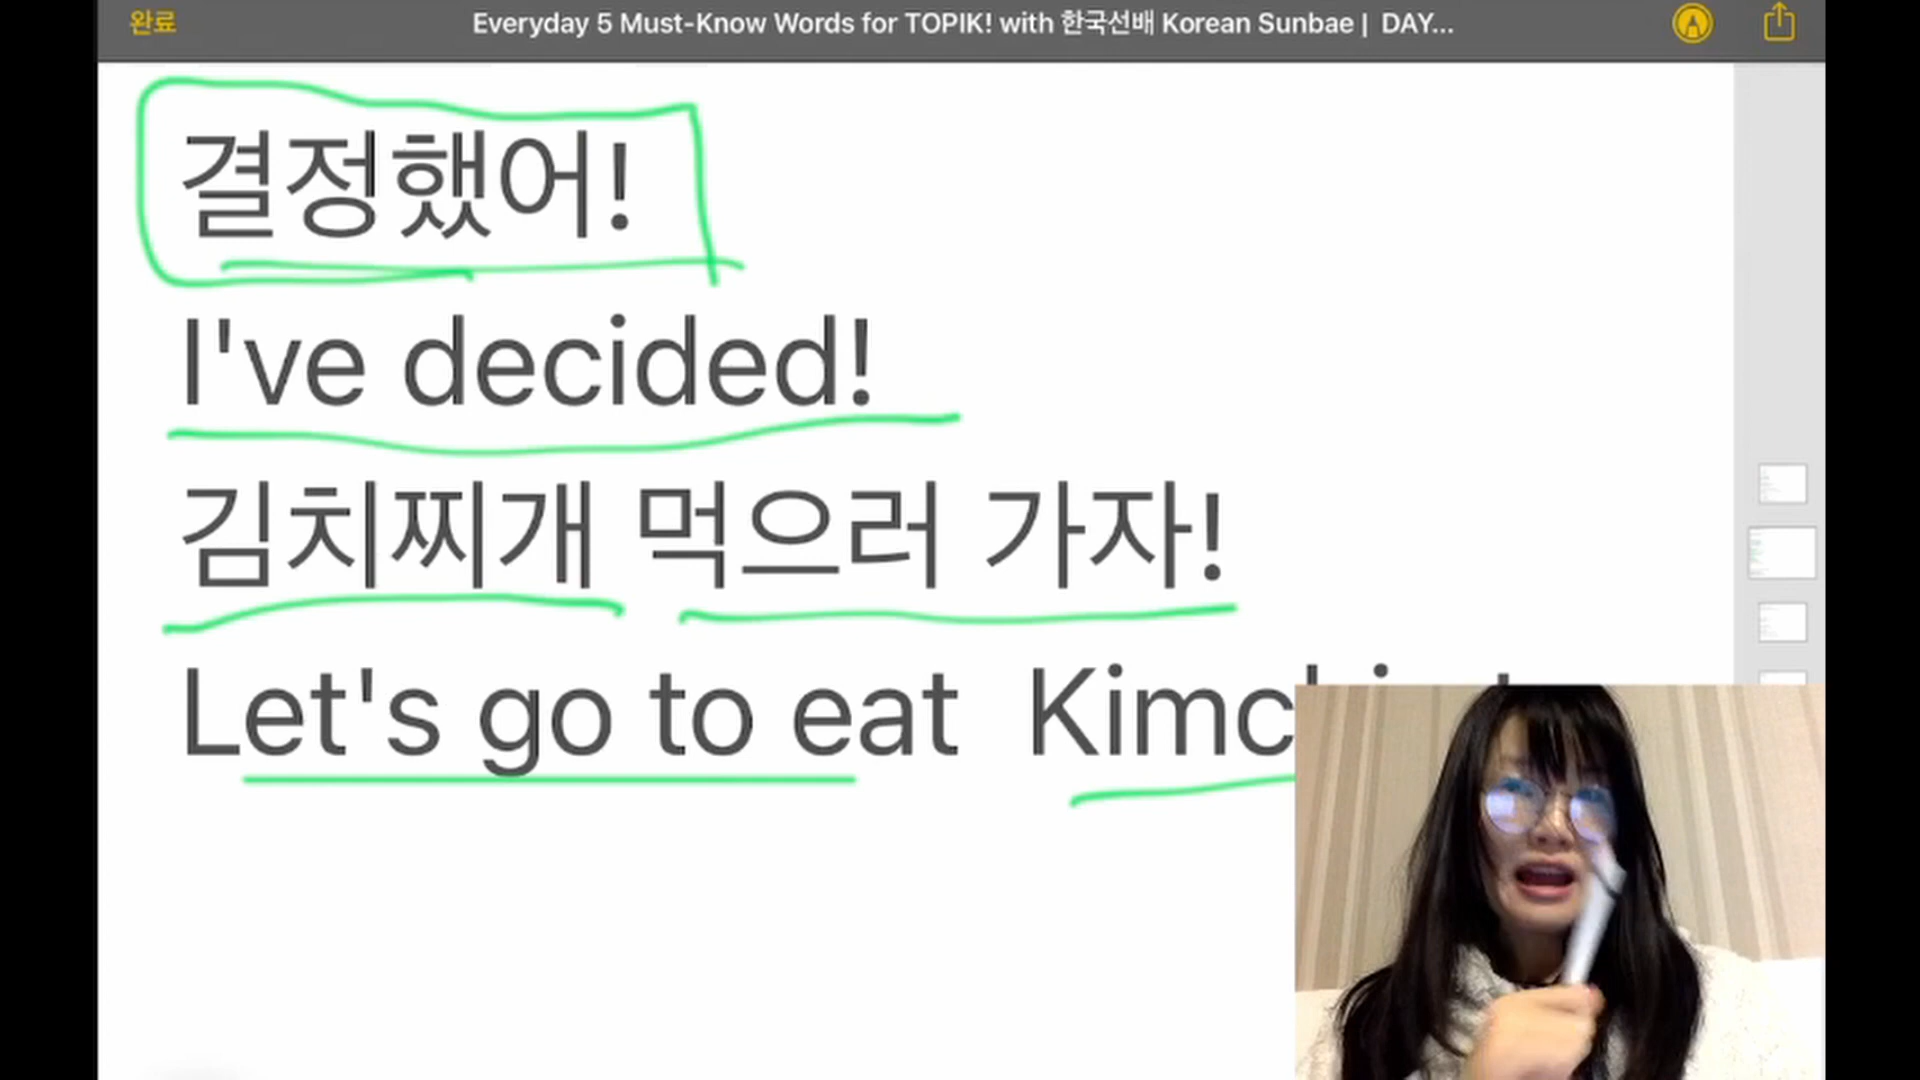 완료 Everyday 5 Must-Know Words for TOPIK! with 한국선배 Korean Sunbae | DAY...
결정했어!
I've decided!
김치찌개 먹으러 가자!
Let's go to eat